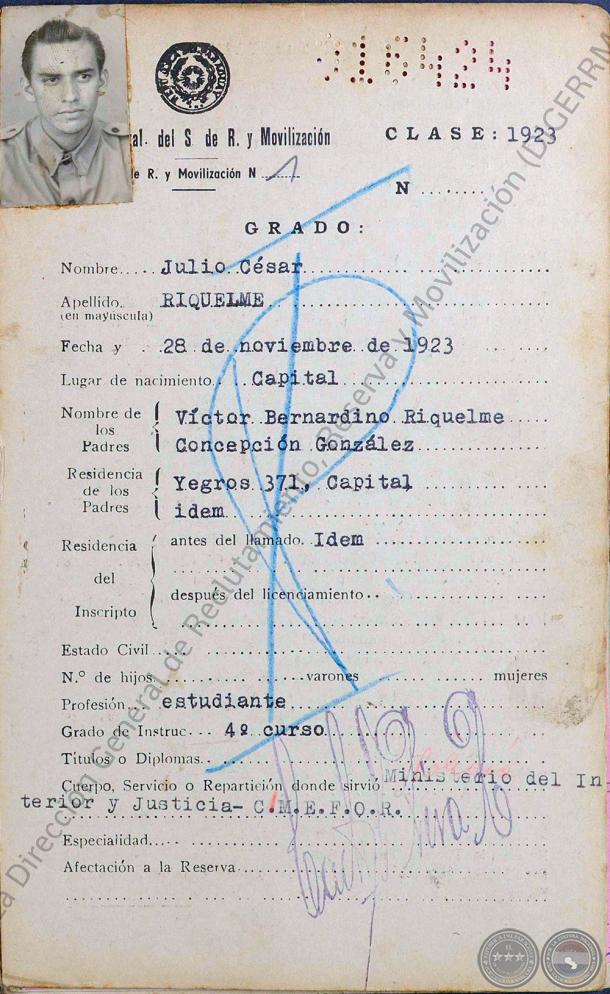 316424
al. del S. de R. y Movilización
CLASE: 1923
de R. y Movilización N ........ 1
N ........
GRADO:
Nombre..... Julio César
Apellido. RIQUELME
(en mayúscula)
Fecha y .. 28 de noviembre de 1923
Lugar de nacimiento.. Capital
Nombre de los Padres { Víctor Bernardino Riquelme
Concepción González
Residencia de los Padres { Yegros 371, Capital
idem
Residencia del Inscripto { antes del llamado. Idem
después del licenciamiento..
Estado Civil
N.º de hijos. varones mujeres
Profesión.. estudiante
Grado de Instruc... 4º curso
Títulos o Diplomas..
Cuerpo, Servicio o Repartición donde sirvió Ministerio del In-
terior y Justicia- C.M.E.F.O.R.
Especialidad....
Afectación a la Reserva
Dirección General de Reclutamiento, Reserva y Movilización (DIGERRM